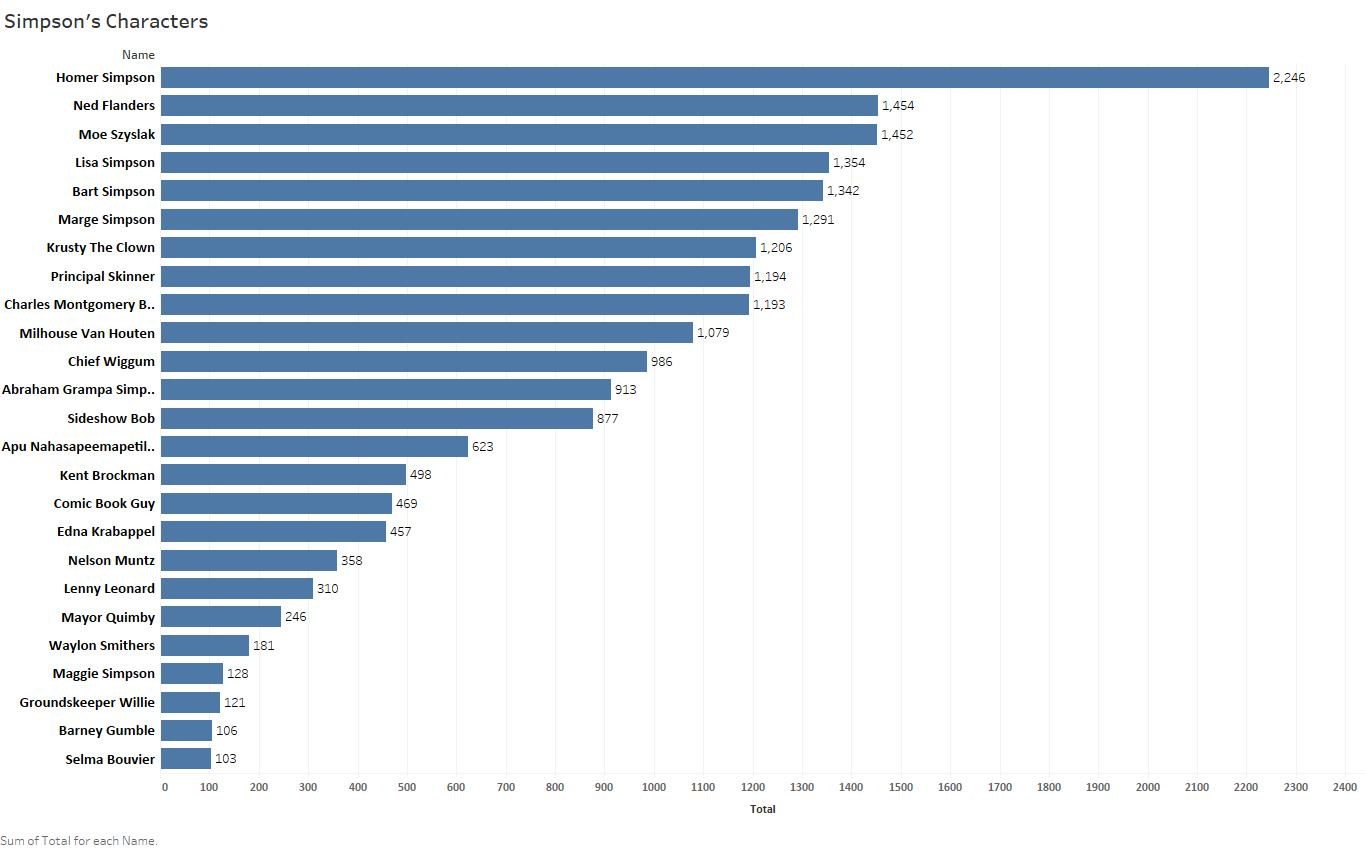 Simpson's Characters
Name
Homer Simpson 2,246
Ned Flanders 1,454
Moe Szyslak 1,452
Lisa Simpson 1,354
Bart Simpson 1,342
Marge Simpson 1,291
Krusty The Clown 1,206
Principal Skinner 1,194
Charles Montgomery B.. 1,193
Milhouse Van Houten 1,079
Chief Wiggum 986
Abraham Grampa Simp.. 913
Sideshow Bob 877
Apu Nahasapeemapetil.. 623
Kent Brockman 498
Comic Book Guy 469
Edna Krabappel 457
Nelson Muntz 358
Lenny Leonard 310
Mayor Quimby 246
Waylon Smithers 181
Maggie Simpson 128
Groundskeeper Willie 121
Barney Gumble 106
Selma Bouvier 103
0 100 200 300 400 500 600 700 800 900 1000 1100 1200 1300 1400 1500 1600 1700 1800 1900 2000 2100 2200 2300 2400
Total
Sum of Total for each Name.